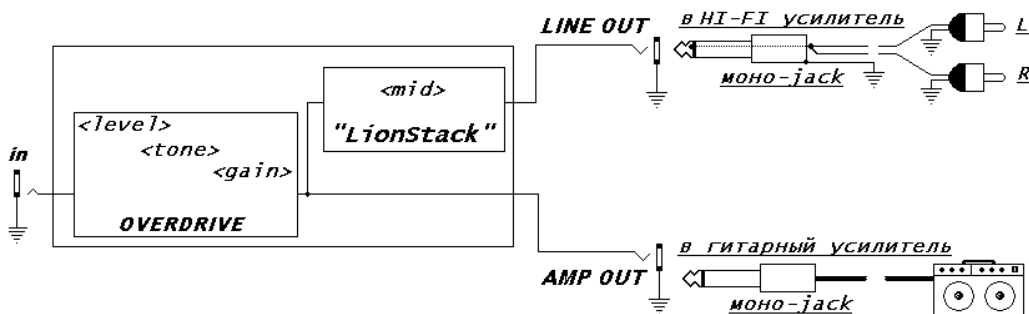 LINE OUT
в HI-FI усилитель
L
моно-jack
R
<mid>
"LionStack"
<level>
<tone>
<gain>
in
OVERDRIVE
AMP OUT
в гитарный усилитель
моно-jack